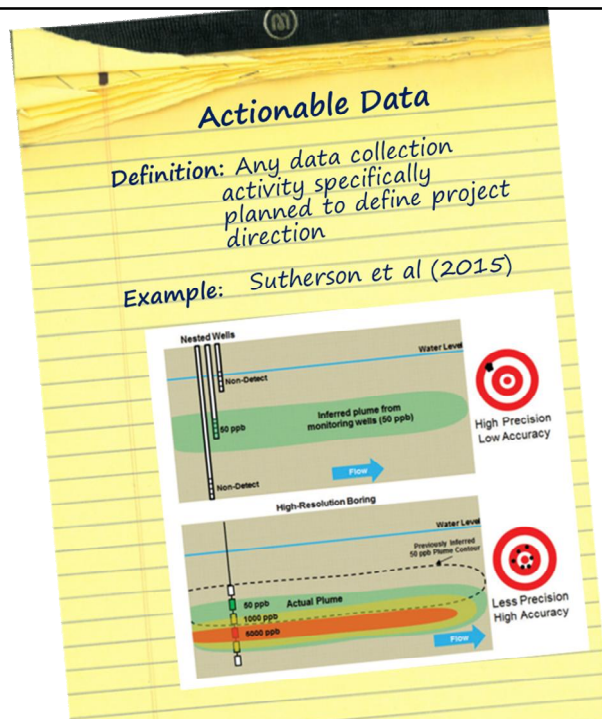 Actionable Data
Definition: Any data collection
activity specifically
planned to define project
direction
Example: Sutherson et al (2015)
Nested Wells
Water Level
Non-Detect
50 ppb
Inferred plume from
monitoring wells (50 ppb)
High Precision
Low Accuracy
Flow
Non-Detect
High-Resolution Boring
Water Level
Previously Inferred
50 ppb Plume Contour
50 ppb
Actual Plume
1000 ppb
6000 ppb
Less Precision
High Accuracy
Flow